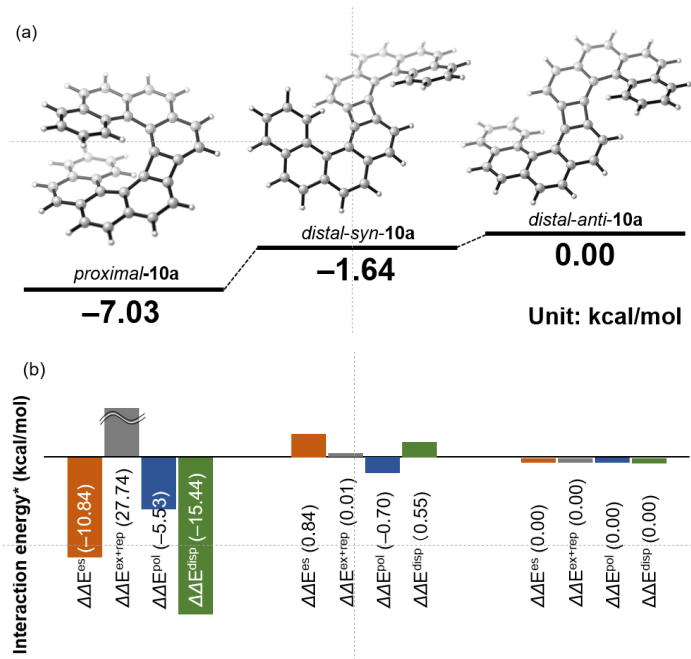 (a)
proximal-10a
–7.03
distal-syn-10a
–1.64
distal-anti-10a
0.00
Unit: kcal/mol
(b)
Interaction energy* (kcal/mol)
ΔΔE^es (–10.84)
ΔΔE^ex+rep (27.74)
ΔΔE^pol (–5.53)
ΔΔE^disp (–15.44)
ΔΔE^es (0.84)
ΔΔE^ex+rep (0.01)
ΔΔE^pol (–0.70)
ΔΔE^disp (0.55)
ΔΔE^es (0.00)
ΔΔE^ex+rep (0.00)
ΔΔE^pol (0.00)
ΔΔE^disp (0.00)